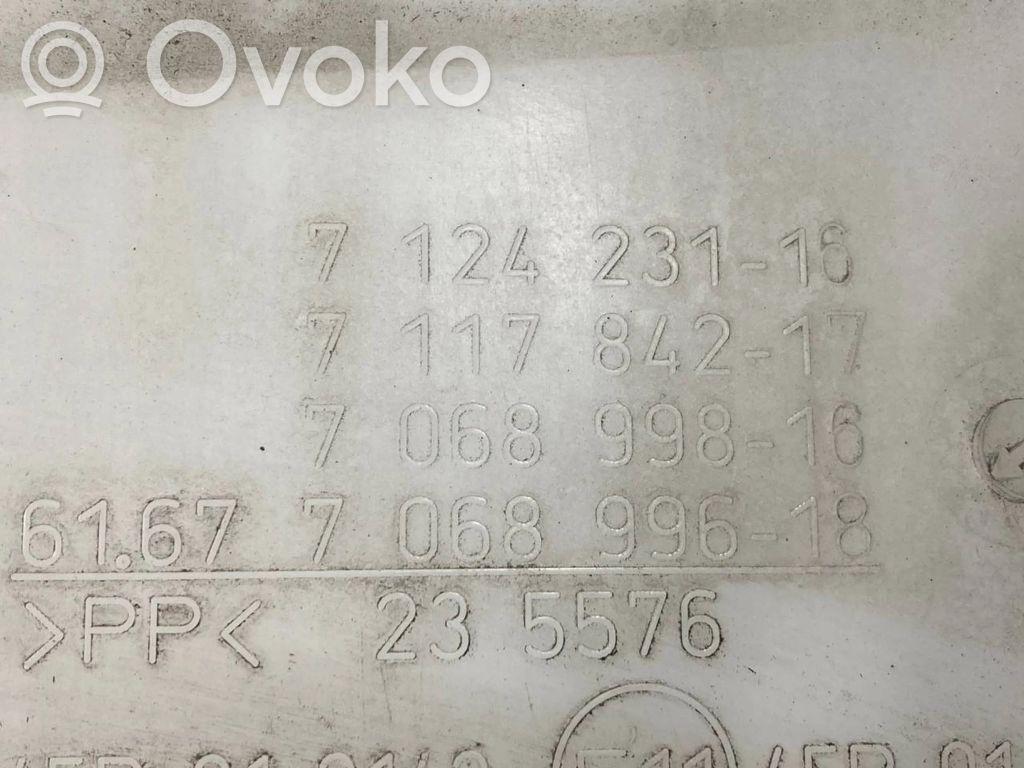 Ovoko
7 124 231-16
7 117 842-17
7 068 998-16
61.67 7 068 996-18
>PP< 23 5576